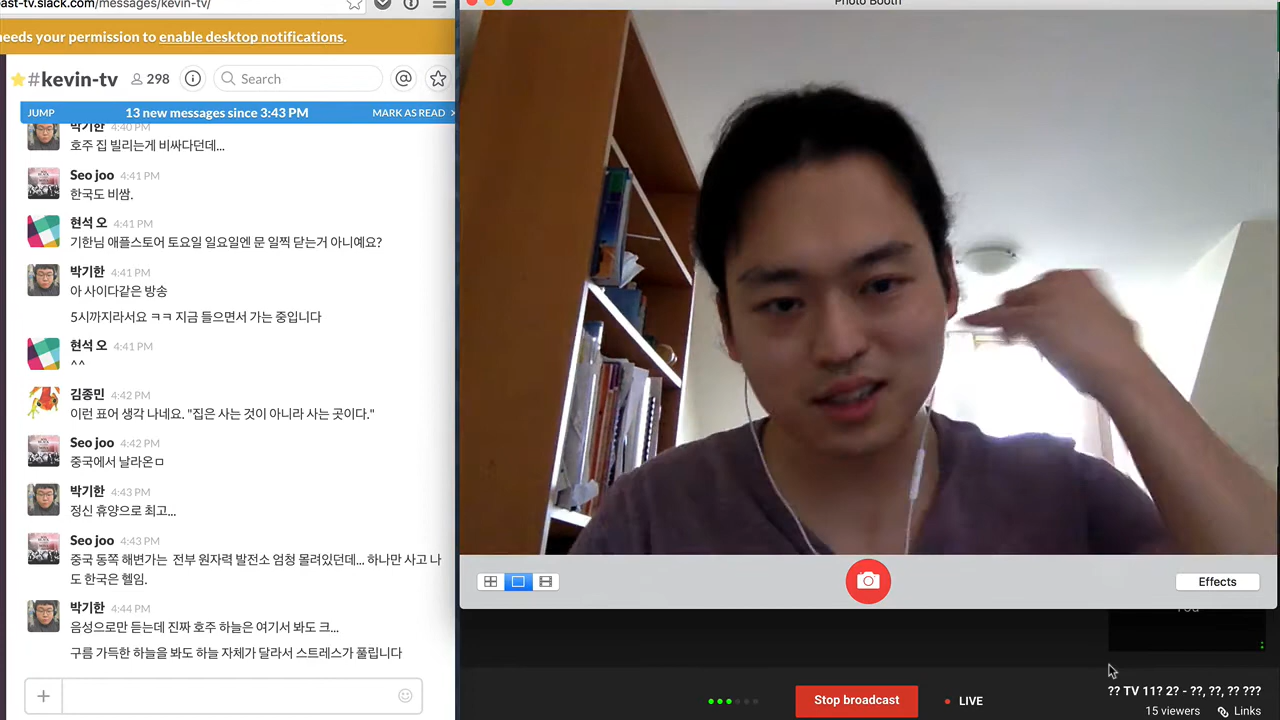 ast-tv.slack.com/messages/kevin-tv/
Photo Booth
needs your permission to enable desktop notifications.
#kevin-tv 298 Search
JUMP 13 new messages since 3:43 PM MARK AS READ
박기한 4:40 PM
호주 집 빌리는게 비싸다던데...
Seo joo 4:41 PM
한국도 비쌈.
현석 오 4:41 PM
기한님 애플스토어 토요일 일요일엔 문 일찍 닫는거 아니예요?
박기한 4:41 PM
아 사이다같은 방송
5시까지라서요 ㅋㅋ 지금 들으면서 가는 중입니다
현석 오 4:41 PM
^^
김종민 4:42 PM
이런 표어 생각 나네요. "집은 사는 것이 아니라 사는 곳이다."
Seo joo 4:42 PM
중국에서 날라온ㅁ
박기한 4:43 PM
정신 휴양으로 최고...
Seo joo 4:43 PM
중국 동쪽 해변가는 전부 원자력 발전소 엄청 몰려있던데... 하나만 사고 나
도 한국은 헬임.
박기한 4:44 PM
음성으로만 듣는데 진짜 호주 하늘은 여기서 봐도 크...
구름 가득한 하늘을 봐도 하늘 자체가 달라서 스트레스가 풀립니다
Effects
You
Stop broadcast
LIVE
?? TV 11? 2? - ??, ??, ?? ???
15 viewers Links